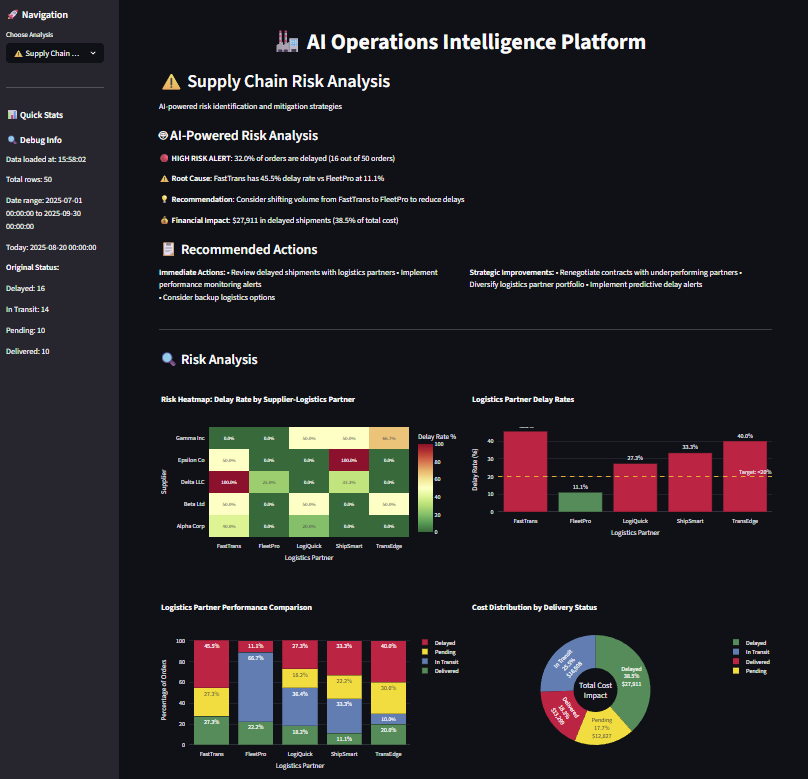 🚀 Navigation
Choose Analysis
⚠️ Supply Chain ...
📊 Quick Stats
🔍 Debug Info
Data loaded at: 15:58:02
Total rows: 50
Date range: 2025-07-01
00:00:00 to 2025-09-30
00:00:00
Today: 2025-08-20 00:00:00
Original Status:
Delayed: 16
In Transit: 14
Pending: 10
Delivered: 10
🏭 AI Operations Intelligence Platform
⚠️ Supply Chain Risk Analysis
AI-powered risk identification and mitigation strategies
AI-Powered Risk Analysis
🔴 HIGH RISK ALERT: 32.0% of orders are delayed (16 out of 50 orders)
⚠️ Root Cause: FastTrans has 45.5% delay rate vs FleetPro at 11.1%
💡 Recommendation: Consider shifting volume from FastTrans to FleetPro to reduce delays
💰 Financial Impact: $27,911 in delayed shipments (38.5% of total cost)
📋 Recommended Actions
Immediate Actions: • Review delayed shipments with logistics partners • Implement
performance monitoring alerts
• Consider backup logistics options
Strategic Improvements: • Renegotiate contracts with underperforming partners •
Diversify logistics partner portfolio • Implement predictive delay alerts
🔍 Risk Analysis
Risk Heatmap: Delay Rate by Supplier-Logistics Partner
Supplier
Gamma Inc 0.0% 0.0% 50.0% 50.0% 66.7%
Epsilon Co 50.0% 0.0% 0.0% 100.0% 0.0%
Delta LLC 100.0% 25.0% 0.0% 33.3% 0.0%
Beta Ltd 50.0% 0.0% 50.0% 0.0% 50.0%
Alpha Corp 40.0% 0.0% 0.0% 0.0%
FastTrans FleetPro LogiQuick ShipSmart TransEdge
Logistics Partner
Delay Rate %
100
80
60
40
20
0
Logistics Partner Delay Rates
Delay Rate (%)
40
30
20
10
0
11.1%
27.3%
33.3%
40.0%
Target: <20%
FastTrans FleetPro LogiQuick ShipSmart TransEdge
Logistics Partner
Logistics Partner Performance Comparison
Percentage of Orders
100
80
60
40
20
0
45.5% 11.1% 27.3% 33.3% 40.0%
27.3% 18.2% 22.2% 30.0%
66.7% 36.4% 33.3% 10.0%
27.3% 22.2% 18.2% 11.1% 20.0%
FastTrans FleetPro LogiQuick ShipSmart TransEdge
Logistics Partner
Delayed
Pending
In Transit
Delivered
Cost Distribution by Delivery Status
Delayed
38.5%
$27,911
In Transit
25.5%
Delivered
Pending
17.7%
$12,837
Total Cost
Impact
Delayed
In Transit
Delivered
Pending